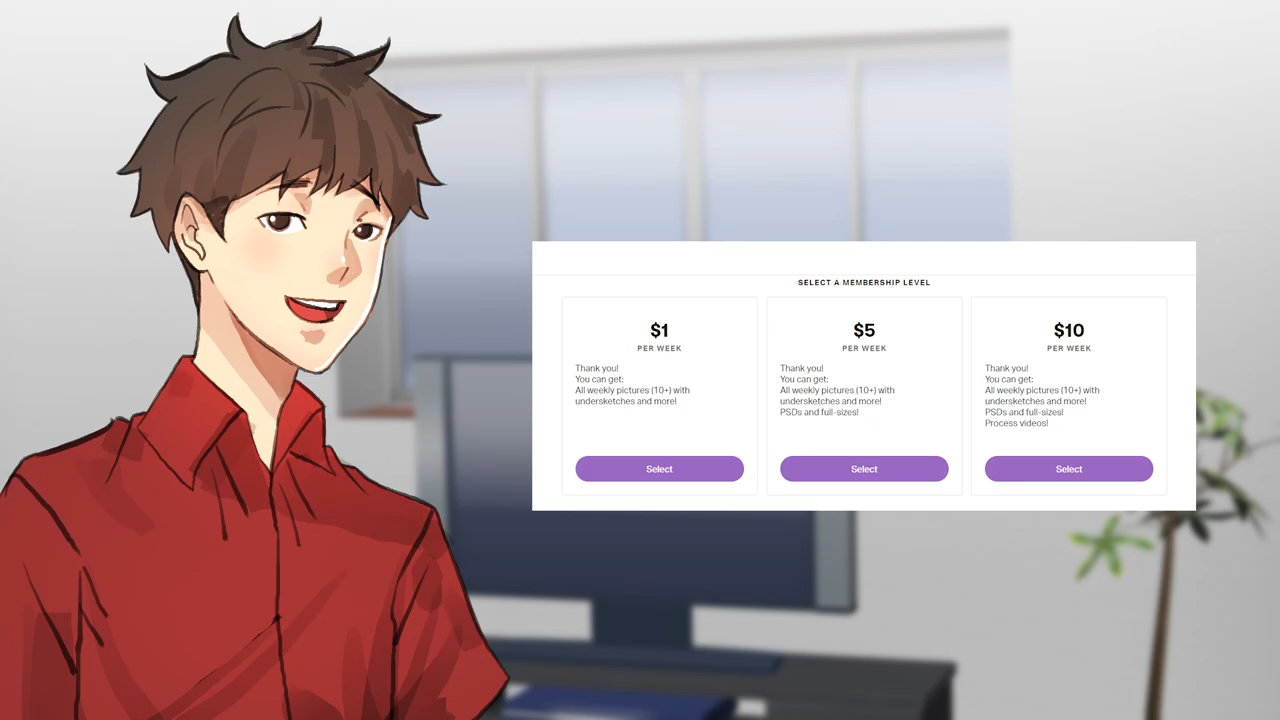 SELECT A MEMBERSHIP LEVEL
$1
PER WEEK
Thank you!
You can get:
All weekly pictures (10+) with
undersketches and more!
Select
$5
PER WEEK
Thank you!
You can get:
All weekly pictures (10+) with
undersketches and more!
PSDs and full-sizes!
Select
$10
PER WEEK
Thank you!
You can get:
All weekly pictures (10+) with
undersketches and more!
PSDs and full-sizes!
Process videos!
Select